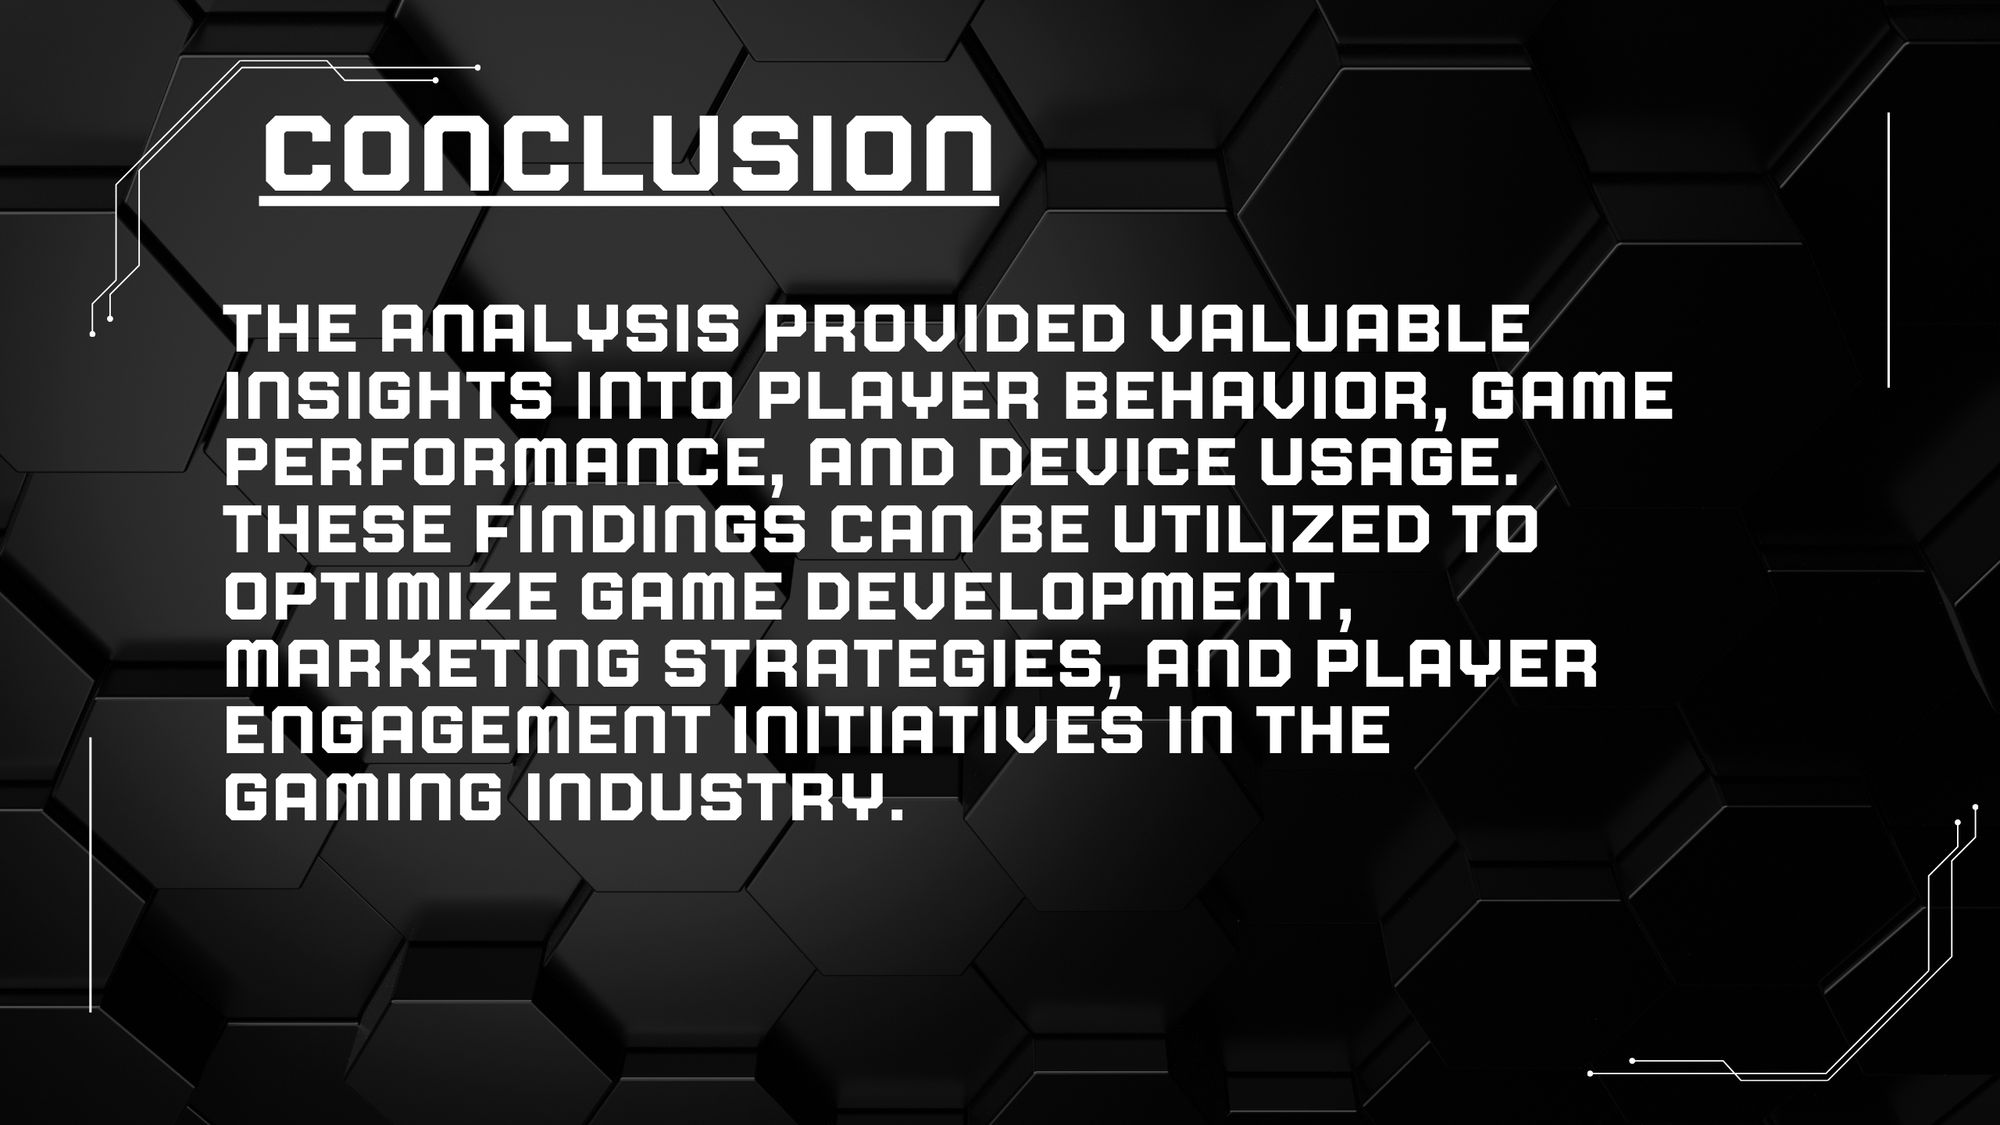 CONCLUSION
THE ANALYSIS PROVIDED VALUABLE
INSIGHTS INTO PLAYER BEHAVIOR, GAME
PERFORMANCE, AND DEVICE USAGE.
THESE FINDINGS CAN BE UTILIZED TO
OPTIMIZE GAME DEVELOPMENT,
MARKETING STRATEGIES, AND PLAYER
ENGAGEMENT INITIATIVES IN THE
GAMING INDUSTRY.